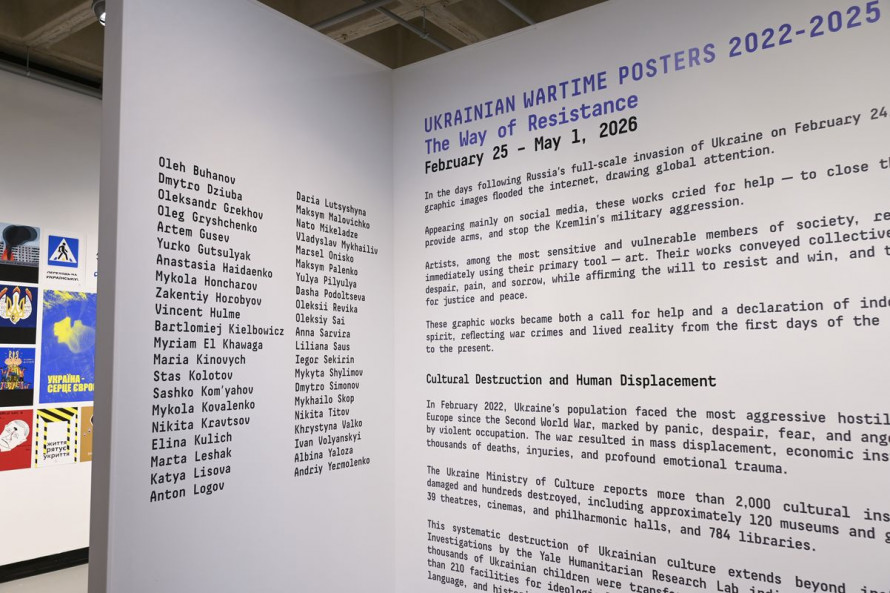 Oleh Buhanov
Dmytro Dziuba
Oleksandr Grekhov
Oleg Gryshchenko
Artem Gusev
Yurko Gutsulyak
Anastasia Haidaenko
Mykola Honcharov
Zakentiy Horobyov
Vincent Hulme
Bartlomiej Kielbowicz
Myriam El Khawaga
Maria Kinovych
Stas Kolotov
Sashko Kom'yahov
Mykola Kovalenko
Nikita Kravtsov
Elina Kulich
Marta Leshak
Katya Lisova
Anton Logov
Daria Lutsyshyna
Maksym Malovichko
Nato Mikeladze
Vladyslav Mykhailiv
Marsel Onisko
Maksym Palenko
Yulya Pilyulya
Dasha Podoltseva
Oleksii Revika
Oleksiy Sai
Anna Sarvira
Liliana Saus
Iegor Sekirin
Mykyta Shylimov
Dmytro Simonov
Mykhailo Skop
Nikita Titov
Khrystyna Valko
Ivan Volyanskyi
Albina Yaloza
Andriy Yermolenko
UKRAINIAN WARTIME POSTERS 2022-2025
The Way of Resistance
February 25 – May 1, 2026
In the days following Russia's full-scale invasion of Ukraine on February 24
graphic images flooded the internet, drawing global attention.
Appearing mainly on social media, these works cried for help — to close th
provide arms, and stop the Kremlin's military aggression.
Artists, among the most sensitive and vulnerable members of society, re
immediately using their primary tool — art. Their works conveyed collective
despair, pain, and sorrow, while affirming the will to resist and win, and t
for justice and peace.
These graphic works became both a call for help and a declaration of inde
spirit, reflecting war crimes and lived reality from the first days of the
to the present.
Cultural Destruction and Human Displacement
In February 2022, Ukraine's population faced the most aggressive hostil
Europe since the Second World War, marked by panic, despair, fear, and ange
by violent occupation. The war resulted in mass displacement, economic ins
thousands of deaths, injuries, and profound emotional trauma.
The Ukraine Ministry of Culture reports more than 2,000 cultural ins
damaged and hundreds destroyed, including approximately 120 museums and g
39 theatres, cinemas, and philharmonic halls, and 784 libraries.
This systematic destruction of Ukrainian culture extends beyond
Investigations by the Yale Humanitarian Research Lab
thousands of Ukrainian children were
than 210 facilities for
language, and
УКРАЇНА -
СЕРЦЕ ЄВРО
життя
рятує
укриття